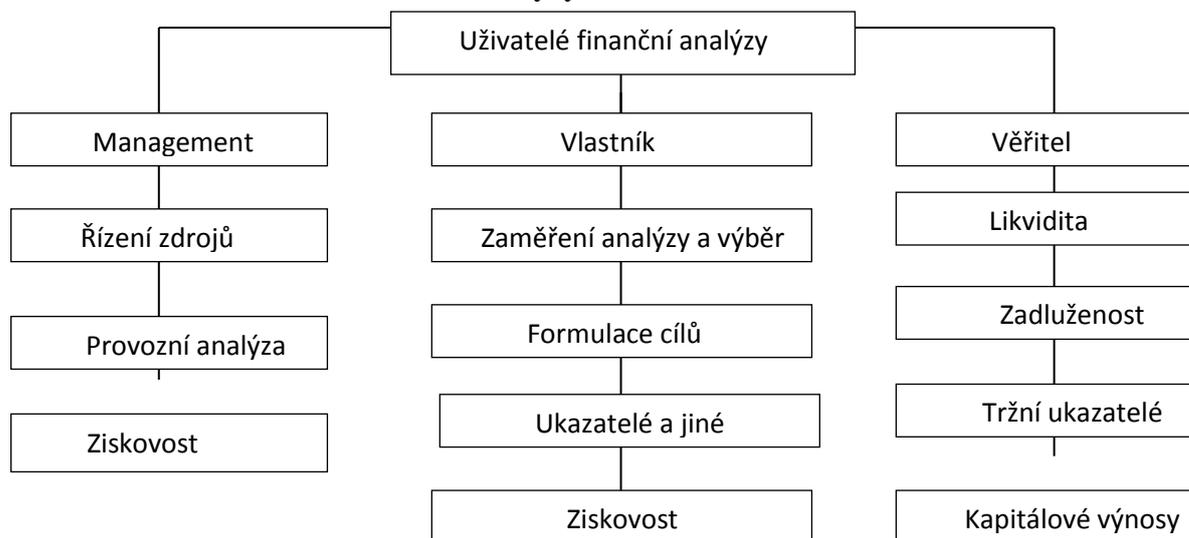 Uživatelé finanční analýzy
Management
Vlastník
Věřitel
Řízení zdrojů
Zaměření analýzy a výběr
Likvidita
Provozní analýza
Formulace cílů
Zadluženost
Ziskovost
Ukazatelé a jiné
Tržní ukazatelé
Ziskovost
Kapitálové výnosy